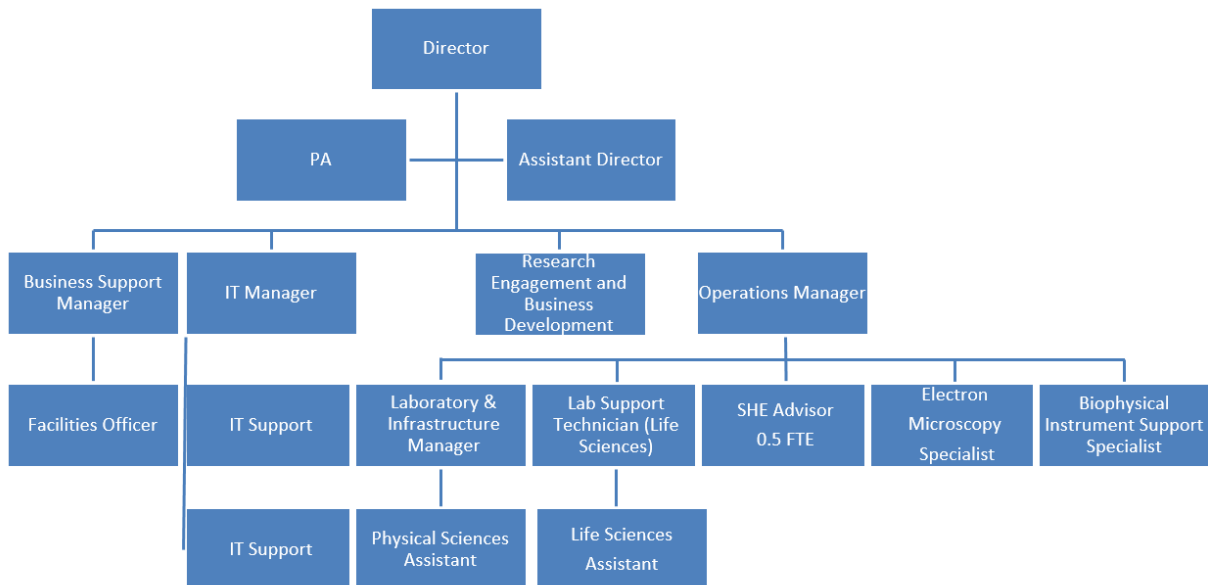 Director
PA
Assistant Director
Business Support
Manager
IT Manager
Research
Engagement and
Business
Development
Operations Manager
Facilities Officer
IT Support
Laboratory &
Infrastructure
Manager
Lab Support
Technician (Life
Sciences)
SHE Advisor
0.5 FTE
Electron
Microscopy
Specialist
Biophysical
Instrument Support
Specialist
IT Support
Physical Sciences
Assistant
Life Sciences
Assistant